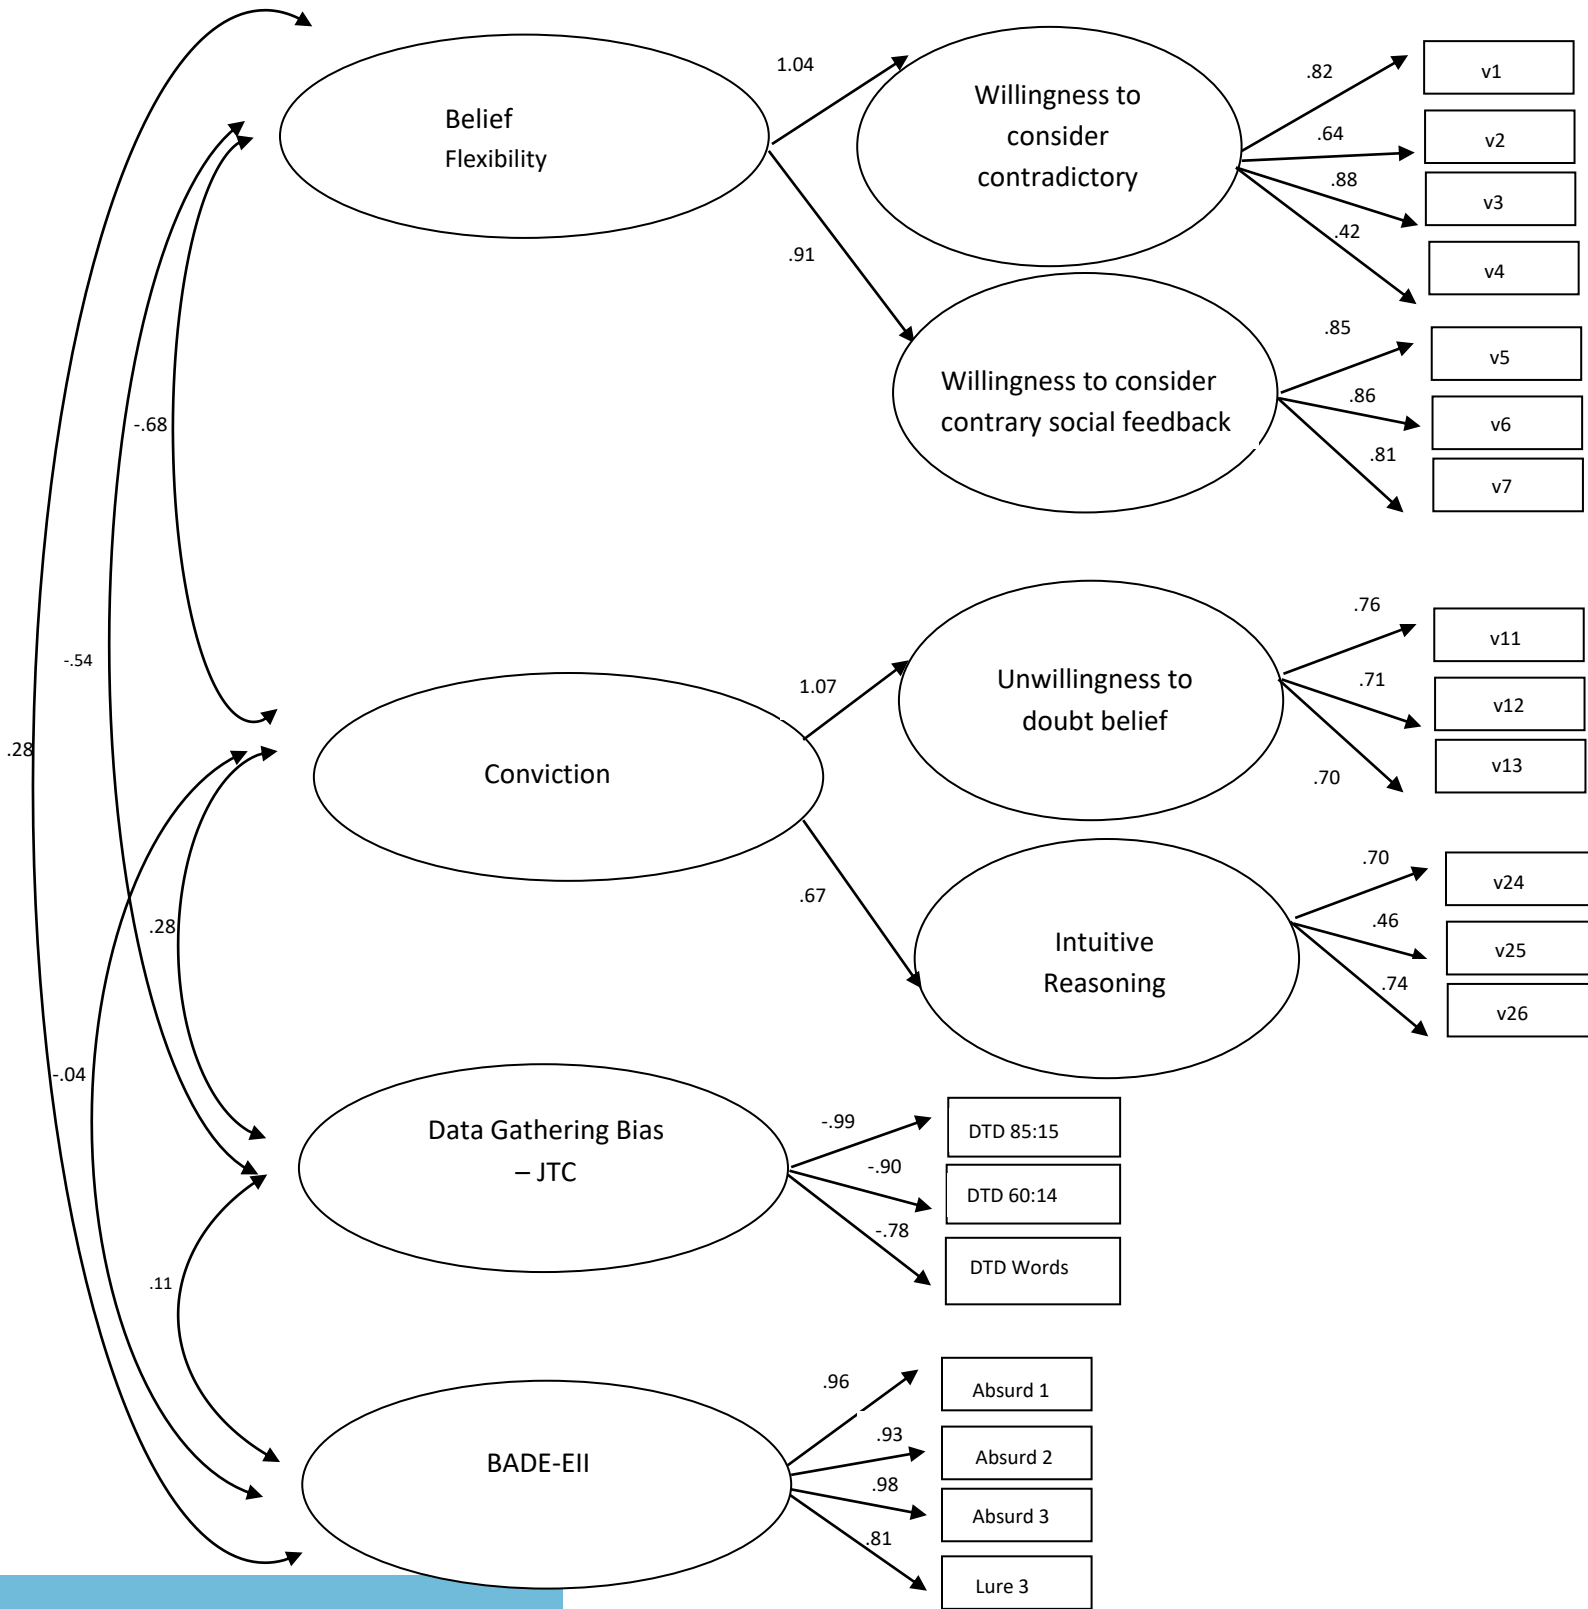 1.04
Belief
Flexibility
.91
Willingness to
consider
contradictory
.82
v1
.64
v2
.88
v3
.42
v4
Willingness to consider
contrary social feedback
.85
v5
.86
v6
.81
v7
-.68
-.54
.28
1.07
Conviction
.67
Unwillingness to
doubt belief
.76
v11
.71
v12
.70
v13
Intuitive
Reasoning
.70
v24
.46
v25
.74
v26
.28
-.04
Data Gathering Bias
– JTC
-.99
DTD 85:15
-.90
DTD 60:14
-.78
DTD Words
.11
BADE-EII
.96
Absurd 1
.93
Absurd 2
.98
Absurd 3
.81
Lure 3